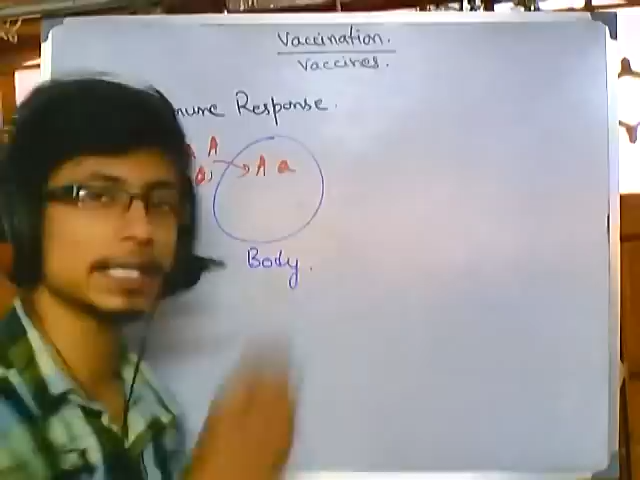 Vaccination.
Vaccines.
mune Response.
A
A a
Body.